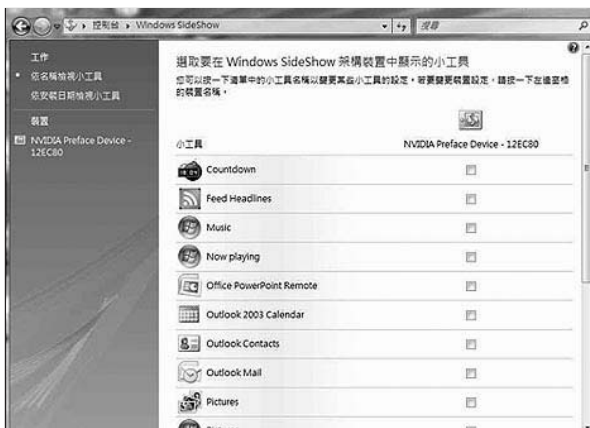 控制台 ▸ Windows SideShow
搜尋
工作
依名稱檢視小工具
依安裝日期檢視小工具
裝置
NVIDIA Preface Device -
12EC80
選取要在 Windows SideShow 架構裝置中顯示的小工具
您可以按一下清單中的小工具名稱以變更某些小工具的設定。若要變更裝置設定，請按一下左邊窗格
的裝置名稱。
小工具
NVIDIA Preface Device - 12EC80
Countdown
Feed Headlines
Music
Now playing
Office PowerPoint Remote
Outlook 2003 Calendar
Outlook Contacts
Outlook Mail
Pictures